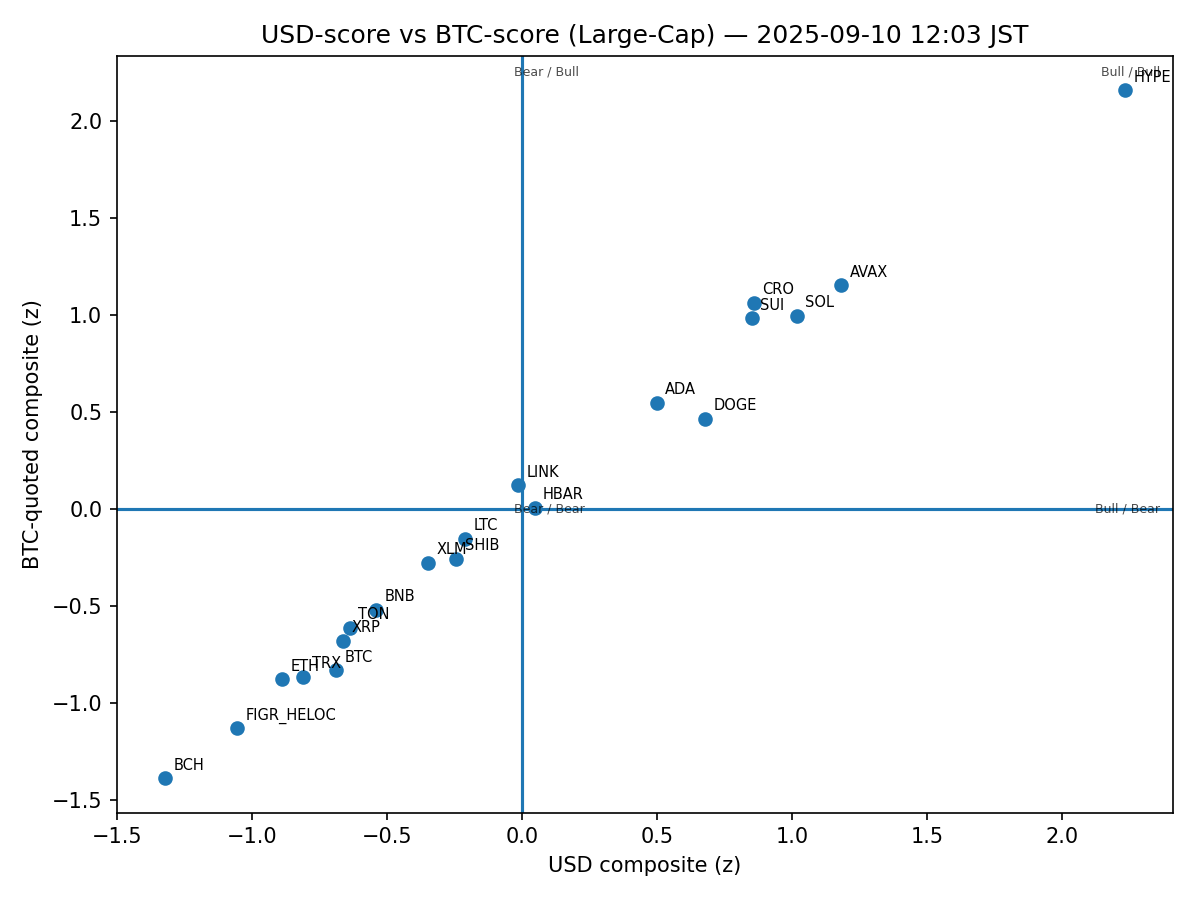 USD-score vs BTC-score (Large-Cap) — 2025-09-10 12:03 JST
Bear / Bull
Bull / Bull
HYPE
2.0
1.5
AVAX
CRO
SUI
SOL
1.0
ADA
DOGE
0.5
LINK
HBAR
0.0
Bear / Bear
Bull / Bear
LTC
XLM
SHIB
BNB
−0.5
TON
XRP
BTC
ETH
TRX
−1.0
FIGR_HELOC
BCH
−1.5
BTC-quoted composite (z)
−1.5
−1.0
−0.5
0.0
0.5
1.0
1.5
2.0
USD composite (z)